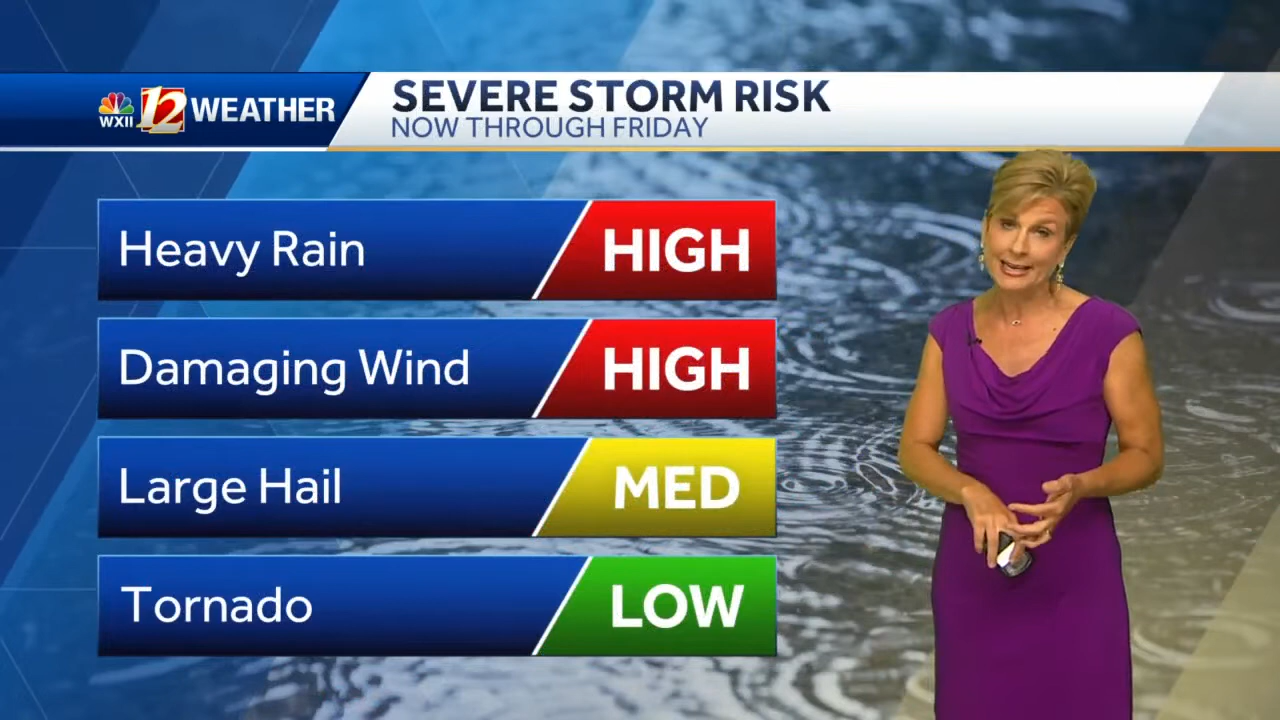 WXII 12 WEATHER
SEVERE STORM RISK
NOW THROUGH FRIDAY
Heavy Rain HIGH
Damaging Wind HIGH
Large Hail MED
Tornado LOW